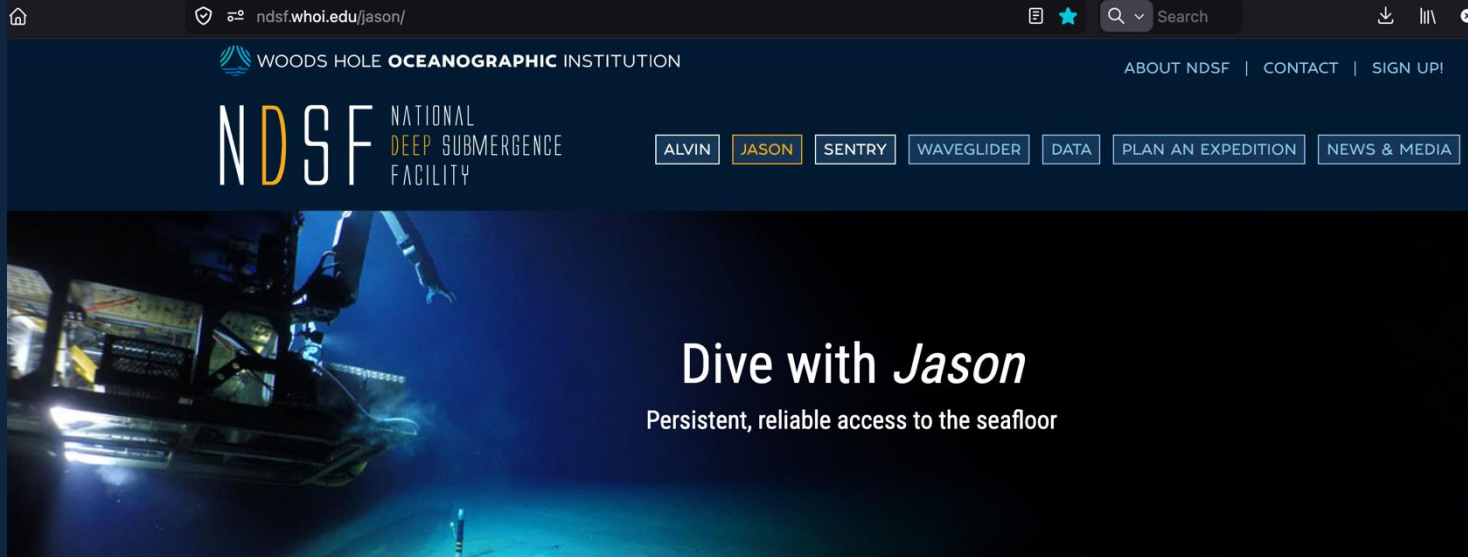 ndsf.whoi.edu/jason/
Search
WOODS HOLE OCEANOGRAPHIC INSTITUTION
ABOUT NDSF | CONTACT | SIGN UP!
NDSF
NATIONAL
DEEP SUBMERGENCE
FACILITY
ALVIN JASON SENTRY WAVEGLIDER DATA PLAN AN EXPEDITION NEWS & MEDIA
Dive with Jason
Persistent, reliable access to the seafloor